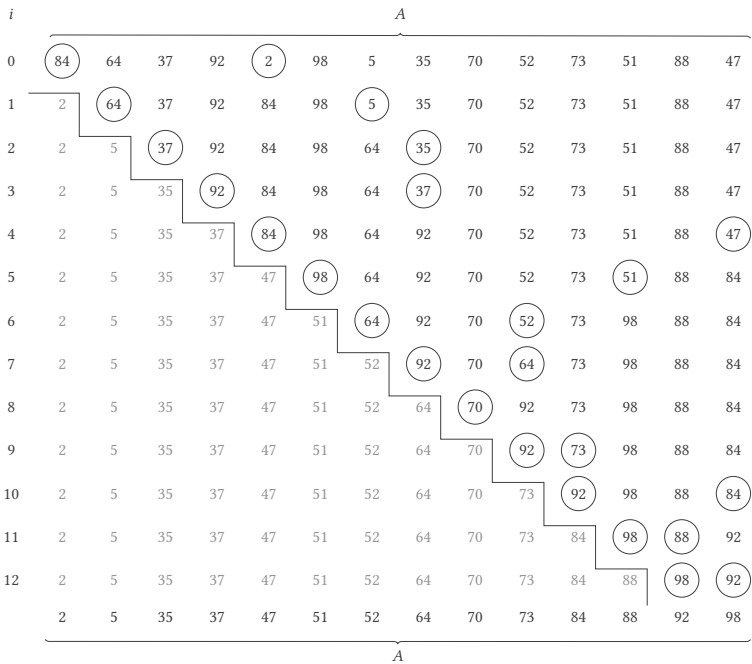 i A
0 84 64 37 92 2 98 5 35 70 52 73 51 88 47
1 2 64 37 92 84 98 5 35 70 52 73 51 88 47
2 2 5 37 92 84 98 64 35 70 52 73 51 88 47
3 2 5 35 92 84 98 64 37 70 52 73 51 88 47
4 2 5 35 37 84 98 64 92 70 52 73 51 88 47
5 2 5 35 37 47 98 64 92 70 52 73 51 88 84
6 2 5 35 37 47 51 64 92 70 52 73 98 88 84
7 2 5 35 37 47 51 52 92 70 64 73 98 88 84
8 2 5 35 37 47 51 52 64 70 92 73 98 88 84
9 2 5 35 37 47 51 52 64 70 92 73 98 88 84
10 2 5 35 37 47 51 52 64 70 73 92 98 88 84
11 2 5 35 37 47 51 52 64 70 73 84 98 88 92
12 2 5 35 37 47 51 52 64 70 73 84 88 98 92
2 5 35 37 47 51 52 64 70 73 84 88 92 98
A